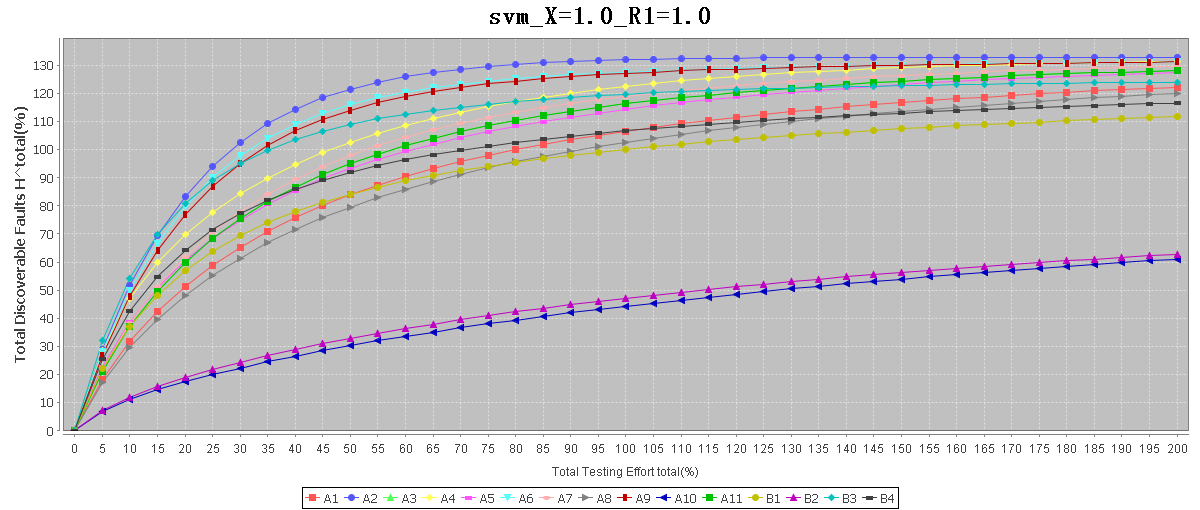 svm_X=1.0_R1=1.0
Total Discoverable Faults H^total(%)
130
120
110
100
90
80
70
60
50
40
30
20
10
0
0 5 10 15 20 25 30 35 40 45 50 55 60 65 70 75 80 85 90 95 100 105 110 115 120 125 130 135 140 145 150 155 160 165 170 175 180 185 190 195 200
Total Testing Effort total(%)
A1 A2 A3 A4 A5 A6 A7 A8 A9 A10 A11 B1 B2 B3 B4